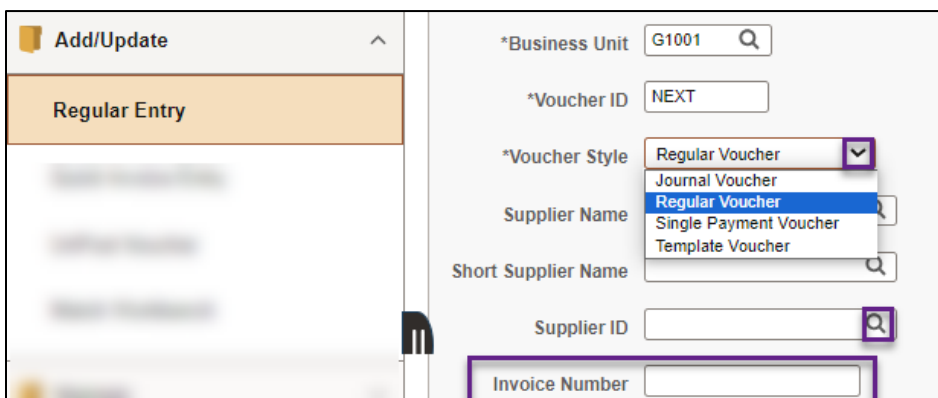 Add/Update
Regular Entry
*Business Unit G1001
*Voucher ID NEXT
*Voucher Style Regular Voucher
Journal Voucher
Regular Voucher
Single Payment Voucher
Template Voucher
Supplier Name
Short Supplier Name
Supplier ID
Invoice Number